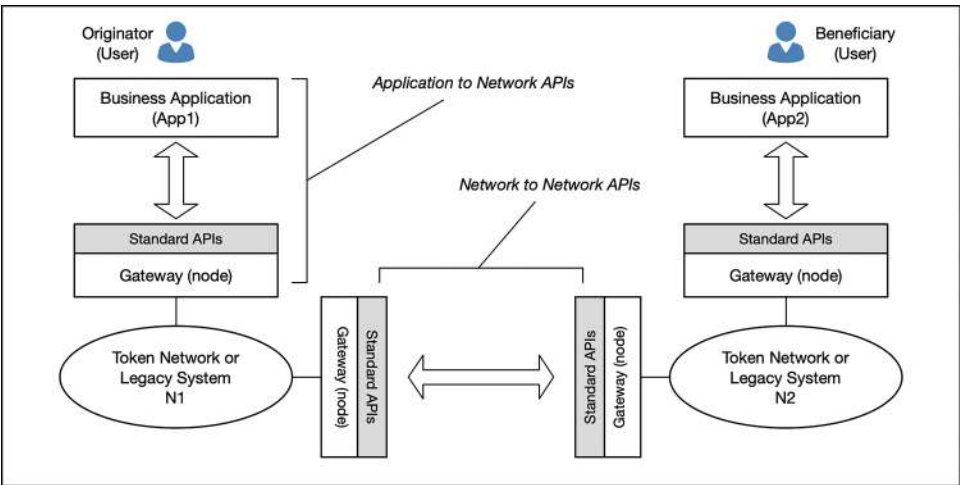 Originator
(User)
Beneficiary
(User)
Business Application
(App1)
Application to Network APIs
Business Application
(App2)
Network to Network APIs
Standard APIs
Gateway (node)
Standard APIs
Gateway (node)
Token Network or
Legacy System
N1
Gateway (node)
Standard APIs
Standard APIs
Gateway (node)
Token Network or
Legacy System
N2